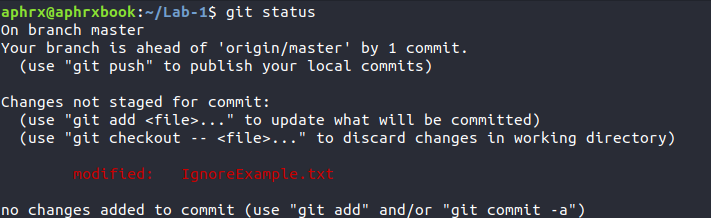 aphrx@aphrxbook:~/Lab-1$ git status
On branch master
Your branch is ahead of 'origin/master' by 1 commit.
  (use "git push" to publish your local commits)
Changes not staged for commit:
  (use "git add <file>..." to update what will be committed)
  (use "git checkout -- <file>..." to discard changes in working directory)
        modified:   IgnoreExample.txt
no changes added to commit (use "git add" and/or "git commit -a")